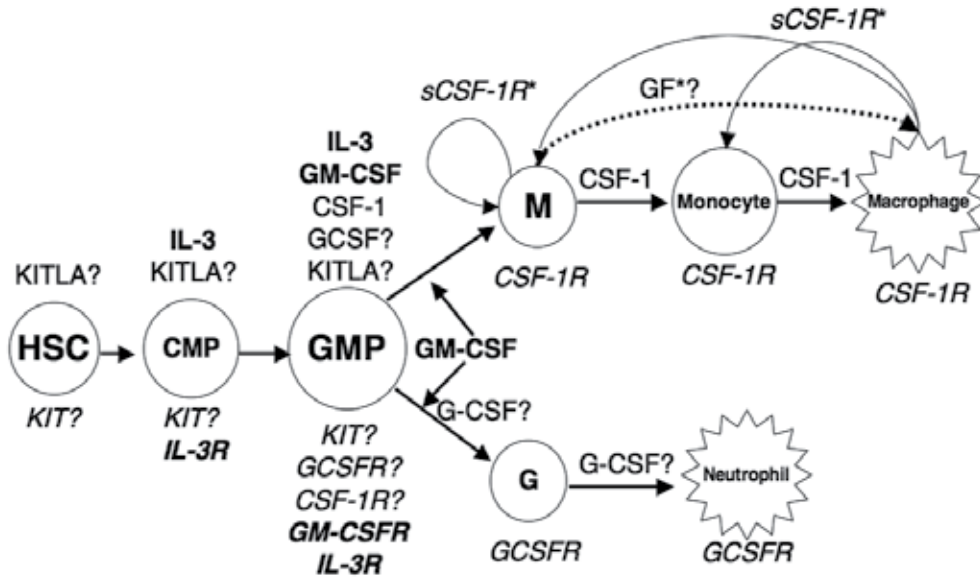 sCSF-1R*
sCSF-1R*
GF*?
IL-3
GM-CSF
CSF-1
GCSF?
KITLA?
IL-3
KITLA?
KITLA?
M
CSF-1
Monocyte
CSF-1
Macrophage
CSF-1R
CSF-1R
CSF-1R
HSC
CMP
GMP
GM-CSF
KIT?
KIT?
IL-3R
G-CSF?
KIT?
GCSFR?
CSF-1R?
GM-CSFR
IL-3R
G
G-CSF?
Neutrophil
GCSFR
GCSFR